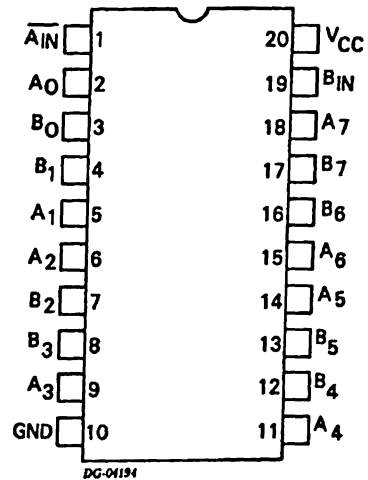 A̅I̅N̅ 1 20 VCC
A0 2 19 BIN
B0 3 18 A7
B1 4 17 B7
A1 5 16 B6
A2 6 15 A6
B2 7 14 A5
B3 8 13 B5
A3 9 12 B4
GND 10 11 A4
DG-04194